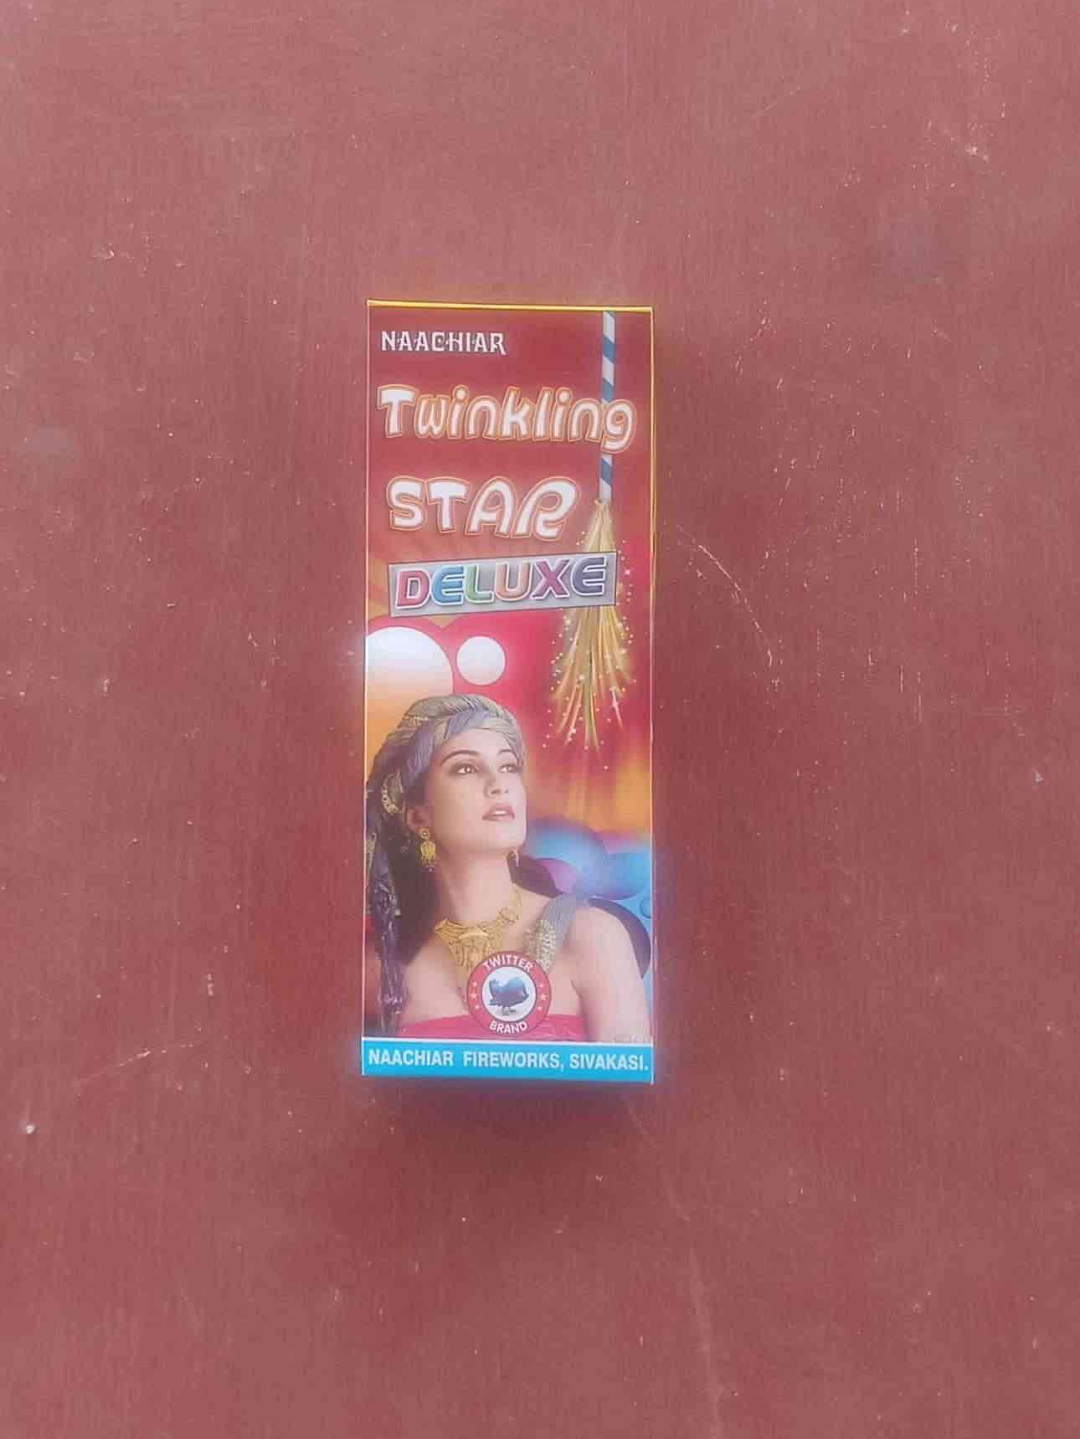 NAACHIAR
Twinkling
STAR
DELUXE
TWITTER
BRAND
NAACHIAR FIREWORKS, SIVAKASI.